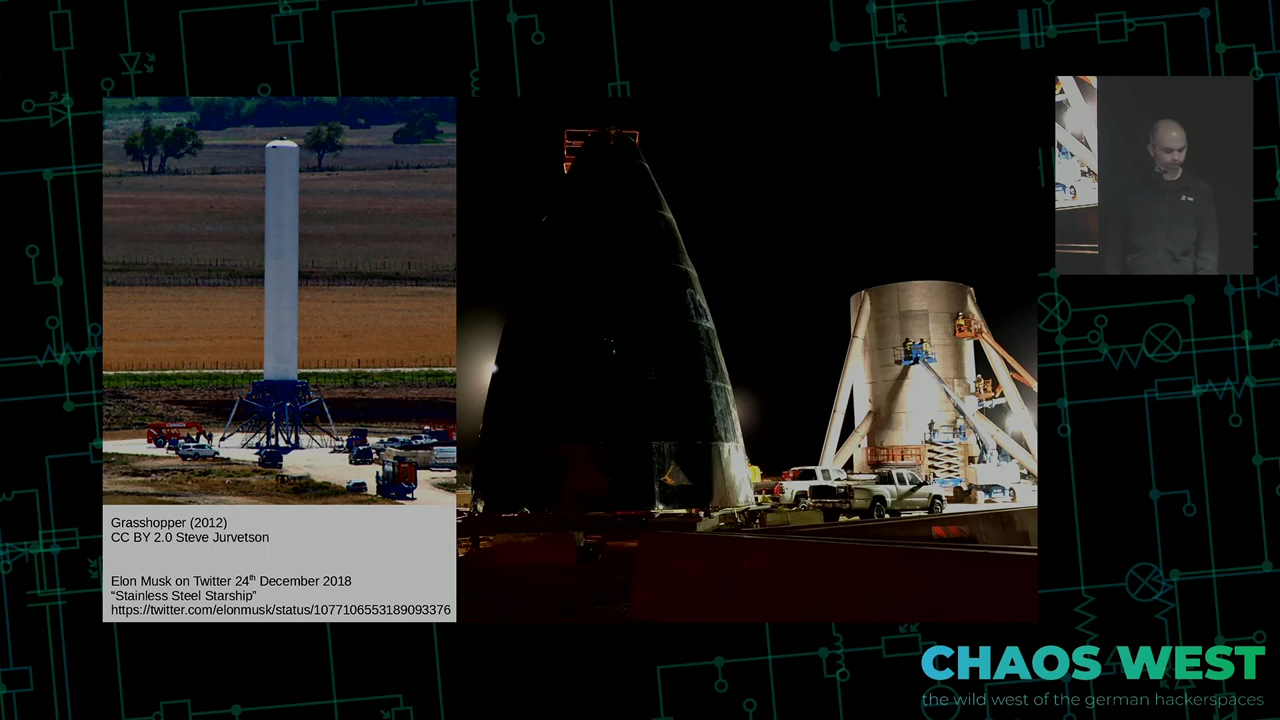 Grasshopper (2012)
CC BY 2.0 Steve Jurvetson
Elon Musk on Twitter 24th December 2018
“Stainless Steel Starship”
https://twitter.com/elonmusk/status/1077106553189093376
CHAOS WEST
the wild west of the german hackerspaces